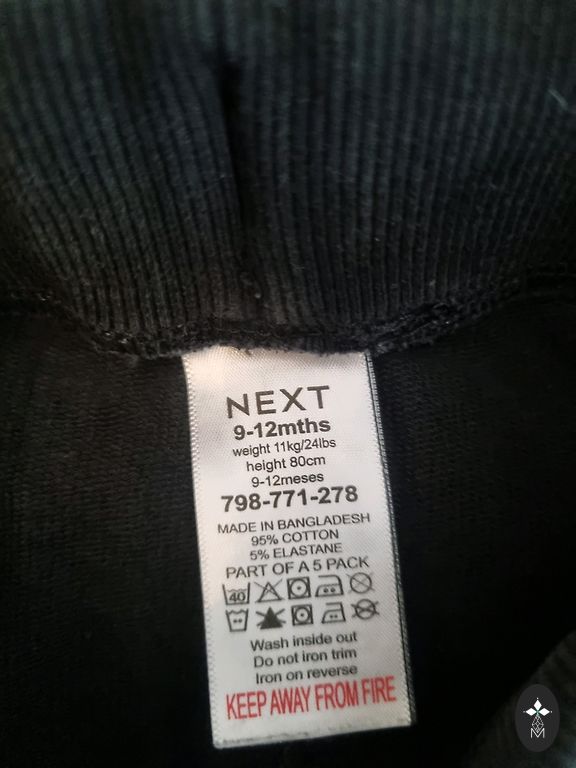 NEXT
9-12mths
weight 11kg/24lbs
height 80cm
9-12meses
798-771-278
MADE IN BANGLADESH
95% COTTON
5% ELASTANE
PART OF A 5 PACK
40
Wash inside out
Do not iron trim
Iron on reverse
KEEP AWAY FROM FIRE
M